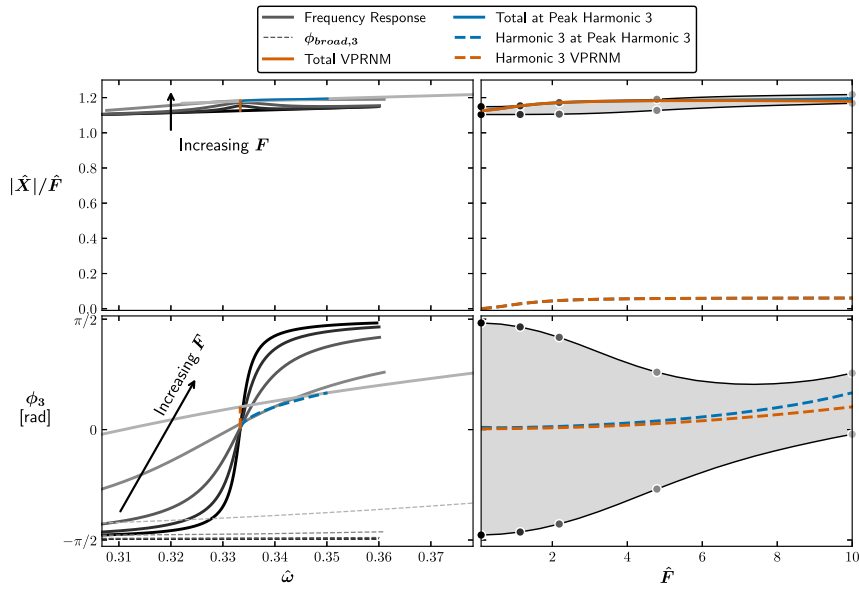 Frequency Response
ϕ_broad,3
Total VPRNM
Total at Peak Harmonic 3
Harmonic 3 at Peak Harmonic 3
Harmonic 3 VPRNM
1.2
1.0
0.8
0.6
0.4
0.2
0.0
|X̂|/F̂
Increasing F
π/2
0
−π/2
ϕ₃
[rad]
Increasing F
0.31 0.32 0.33 0.34 0.35 0.36 0.37
ω̂
2 4 6 8 10
F̂